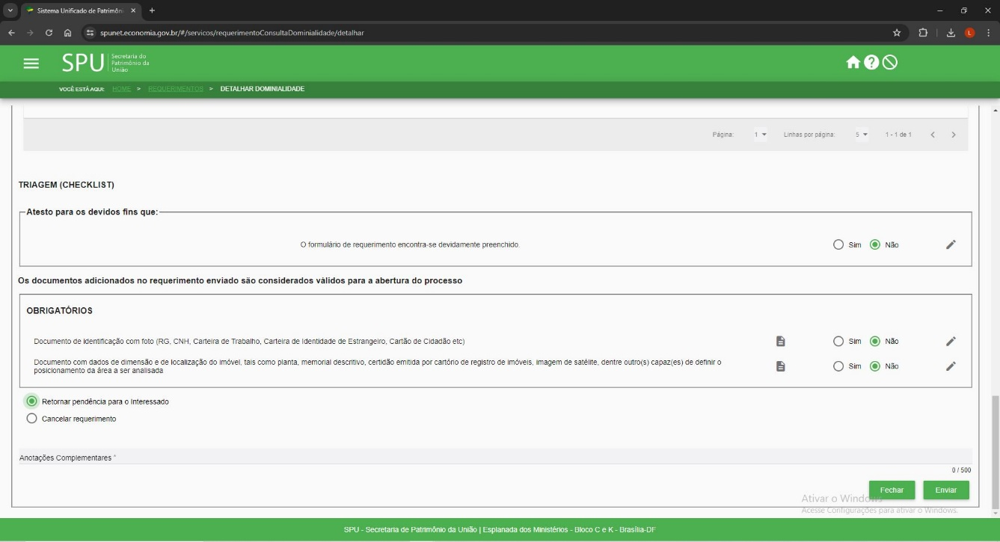 Sistema Unificado de Patrimôni
spunet.economia.gov.br/#/servicos/requerimentoConsultaDominialidade/detalhar
L
SPU
Secretaria do
Patrimônio da
União
VOCÊ ESTÁ AQUI: HOME > REQUERIMENTOS > DETALHAR DOMINIALIDADE
Página: 1 Linhas por página: 5 1 - 1 de 1
TRIAGEM (CHECKLIST)
Atesto para os devidos fins que:
O formulário de requerimento encontra-se devidamente preenchido. Sim Não
Os documentos adicionados no requerimento enviado são considerados válidos para a abertura do processo
OBRIGATÓRIOS
Documento de identificação com foto (RG, CNH, Carteira de Trabalho, Carteira de Identidade de Estrangeiro, Cartão de Cidadão etc) Sim Não
Documento com dados de dimensão e de localização do imóvel, tais como planta, memorial descritivo, certidão emitida por cartório de registro de imóveis, imagem de satélite, dentre outro(s) capaz(es) de definir o Sim Não
posicionamento da área a ser analisada
Retornar pendência para o Interessado
Cancelar requerimento
Anotações Complementares *
0 / 500
Fechar Enviar
Ativar o Windows
Acesse Configurações para ativar o Windows.
SPU - Secretaria de Patrimônio da União | Esplanada dos Ministérios - Bloco C e K - Brasília-DF